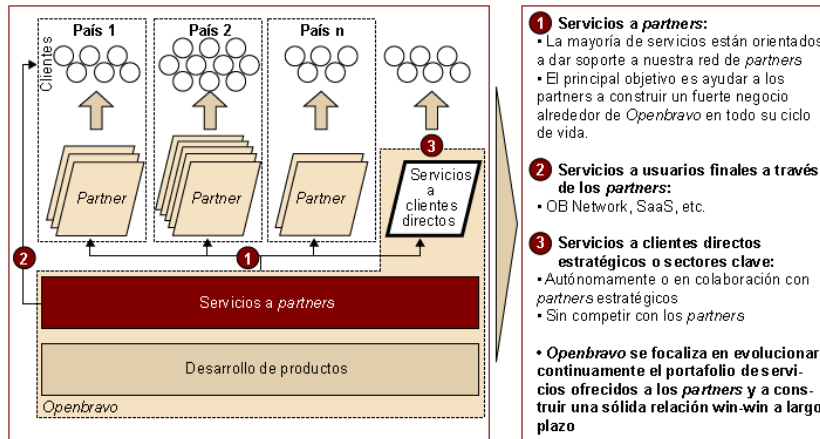 País 1
País 2
País n
Clientes
Partner
Partner
Partner
Servicios
a
clientes
directos
3
2
1
Servicios a partners
Desarrollo de productos
Openbravo
1 Servicios a partners:
• La mayoría de servicios están orientados
a dar soporte a nuestra red de partners
• El principal objetivo es ayudar a los
partners a construir un fuerte negocio
alrededor de Openbravo en todo su ciclo
de vida.
2 Servicios a usuarios finales a través
de los partners:
• OB Network, SaaS, etc.
3 Servicios a clientes directos
estratégicos o sectores clave:
• Autónomamente o en colaboración con
partners estratégicos
• Sin competir con los partners
• Openbravo se focaliza en evolucionar
continuamente el portafolio de servi-
cios ofrecidos a los partners y a cons-
truir una sólida relación win-win a largo
plazo